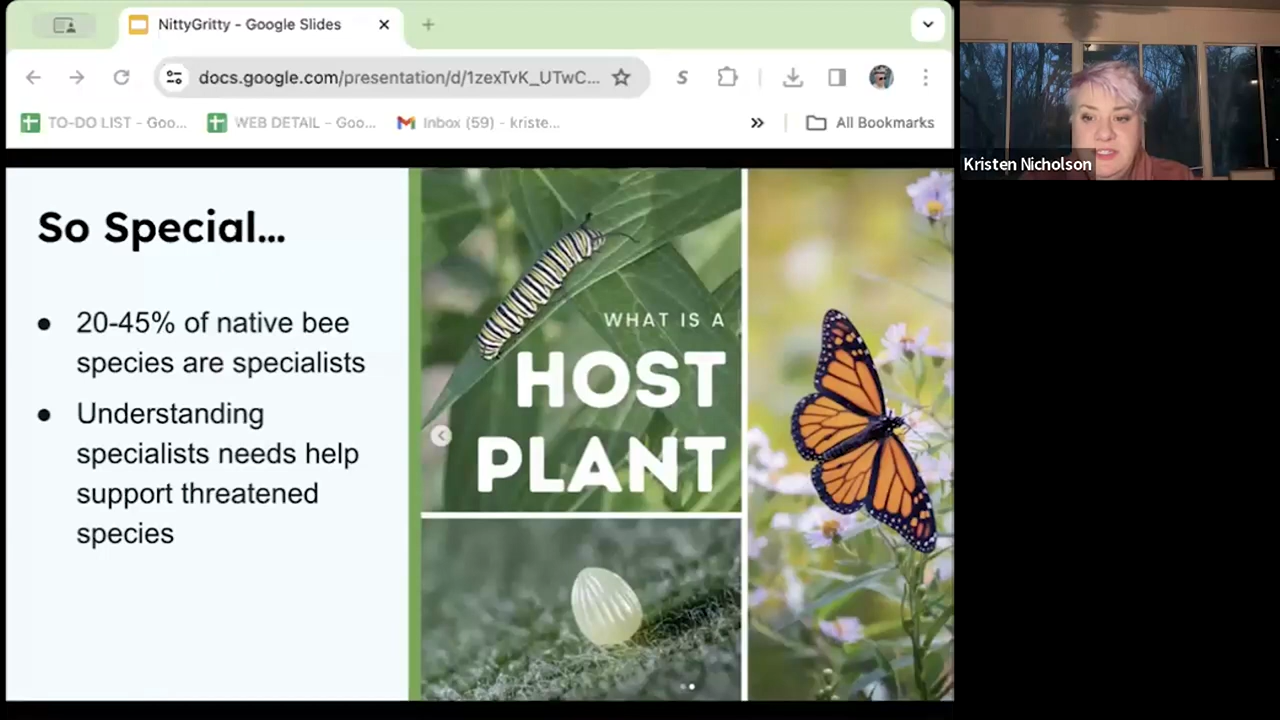 NittyGritty - Google Slides
docs.google.com/presentation/d/1zexTvK_UTwC...
TO-DO LIST - Goo...
WEB DETAIL - Goo...
Inbox (59) - kriste...
All Bookmarks
Kristen Nicholson
So Special...
● 20-45% of native bee
species are specialists
● Understanding
specialists needs help
support threatened
species
WHAT IS A
HOST
PLANT